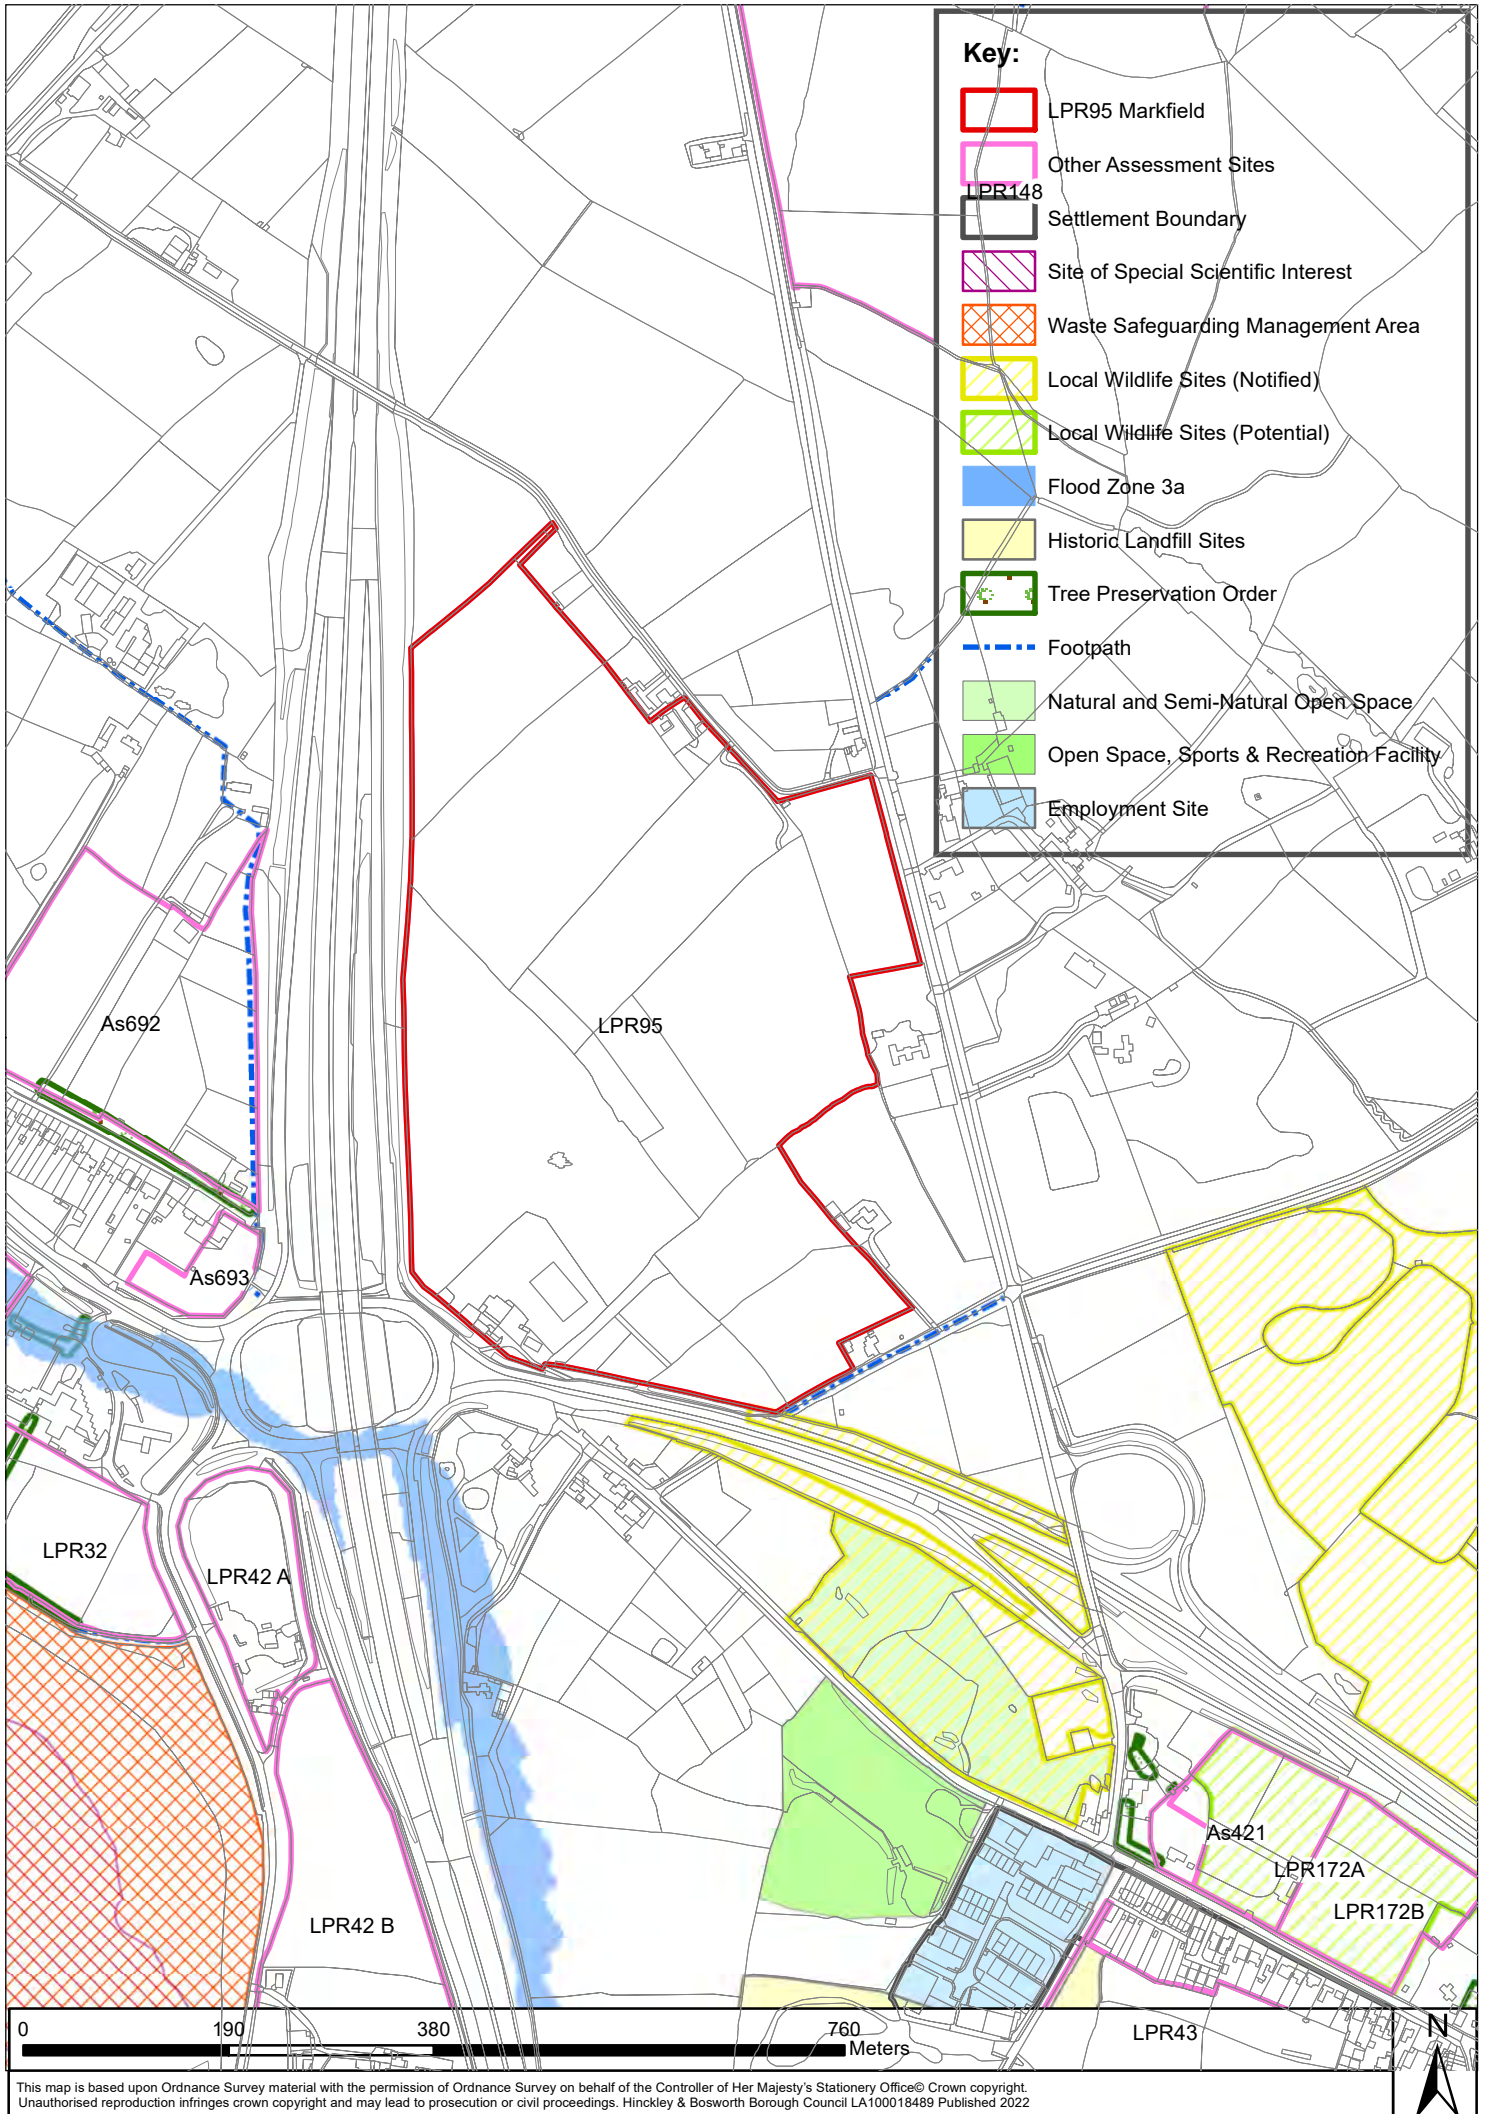 Key:
LPR95 Markfield
Other Assessment Sites
LPR148
Settlement Boundary
Site of Special Scientific Interest
Waste Safeguarding Management Area
Local Wildlife Sites (Notified)
Local Wildlife Sites (Potential)
Flood Zone 3a
Historic Landfill Sites
Tree Preservation Order
Footpath
Natural and Semi-Natural Open Space
Open Space, Sports & Recreation Facility
Employment Site
As692
LPR95
As693
LPR32
LPR42 A
As421
LPR172A
LPR172B
LPR42 B
LPR43
0 190 380 760
Meters
N
This map is based upon Ordnance Survey material with the permission of Ordnance Survey on behalf of the Controller of Her Majesty's Stationery Office© Crown copyright.
Unauthorised reproduction infringes crown copyright and may lead to prosecution or civil proceedings. Hinckley & Bosworth Borough Council LA100018489 Published 2022